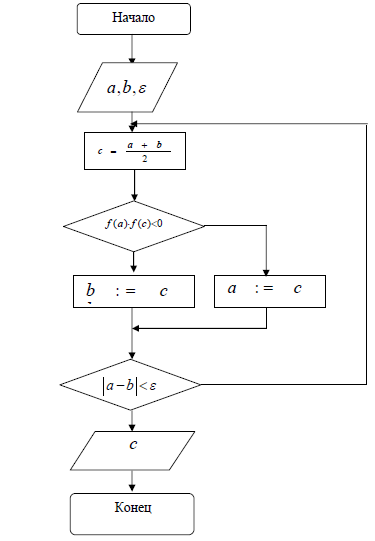 Начало
a, b, ε
c = a + b / 2
f(a)·f(c)<0
b := c
a := c
|a − b| < ε
c
Конец